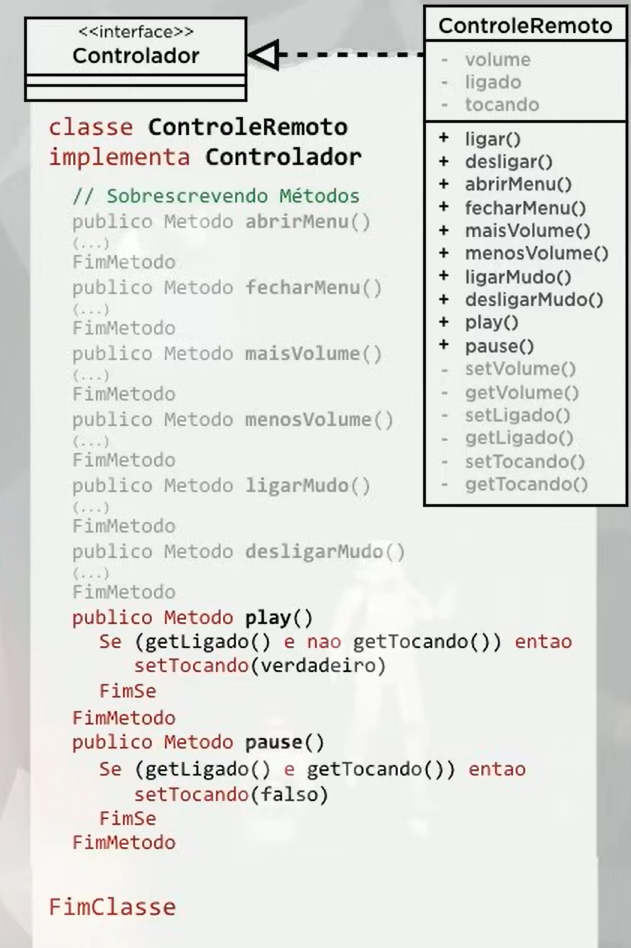 <<interface>>
Controlador
ControleRemoto
- volume
- ligado
- tocando
+ ligar()
+ desligar()
+ abrirMenu()
+ fecharMenu()
+ maisVolume()
+ menosVolume()
+ ligarMudo()
+ desligarMudo()
+ play()
+ pause()
- setVolume()
- getVolume()
- setLigado()
- getLigado()
- setTocando()
- getTocando()
classe ControleRemoto
implementa Controlador
// Sobrescrevendo Métodos
publico Metodo abrirMenu()
(...)
FimMetodo
publico Metodo fecharMenu()
(...)
FimMetodo
publico Metodo maisVolume()
(...)
FimMetodo
publico Metodo menosVolume()
(...)
FimMetodo
publico Metodo ligarMudo()
(...)
FimMetodo
publico Metodo desligarMudo()
(...)
FimMetodo
publico Metodo play()
Se (getLigado() e nao getTocando()) entao
setTocando(verdadeiro)
FimSe
FimMetodo
publico Metodo pause()
Se (getLigado() e getTocando()) entao
setTocando(falso)
FimSe
FimMetodo
FimClasse